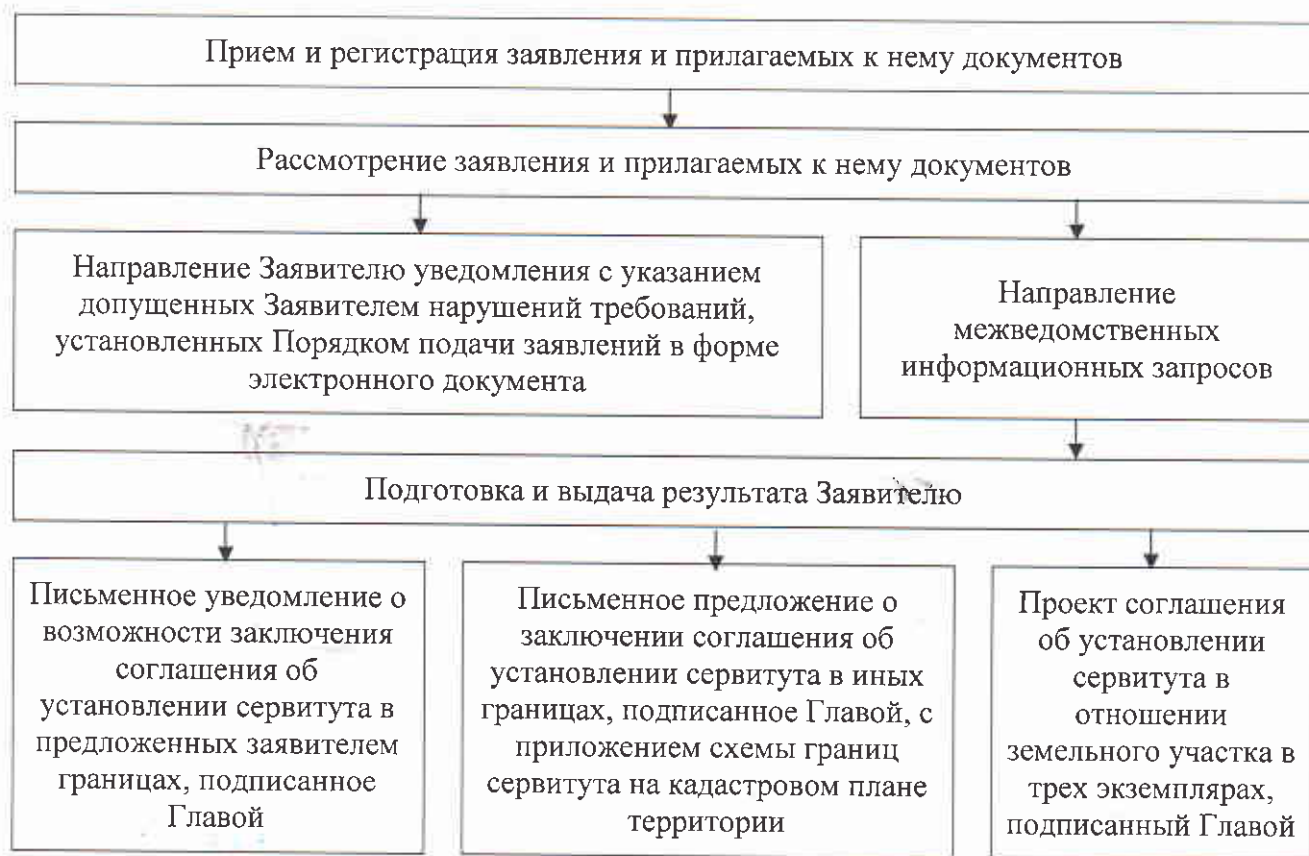 Прием и регистрация заявления и прилагаемых к нему документов
Рассмотрение заявления и прилагаемых к нему документов
Направление Заявителю уведомления с указанием
допущенных Заявителем нарушений требований,
установленных Порядком подачи заявлений в форме
электронного документа
Направление
межведомственных
информационных запросов
Подготовка и выдача результата Заявителю
Письменное уведомление о
возможности заключения
соглашения об
установлении сервитута в
предложенных заявителем
границах, подписанное
Главой
Письменное предложение о
заключении соглашения об
установлении сервитута в иных
границах, подписанное Главой, с
приложением схемы границ
сервитута на кадастровом плане
территории
Проект соглашения
об установлении
сервитута в
отношении
земельного участка в
трех экземплярах,
подписанный Главой